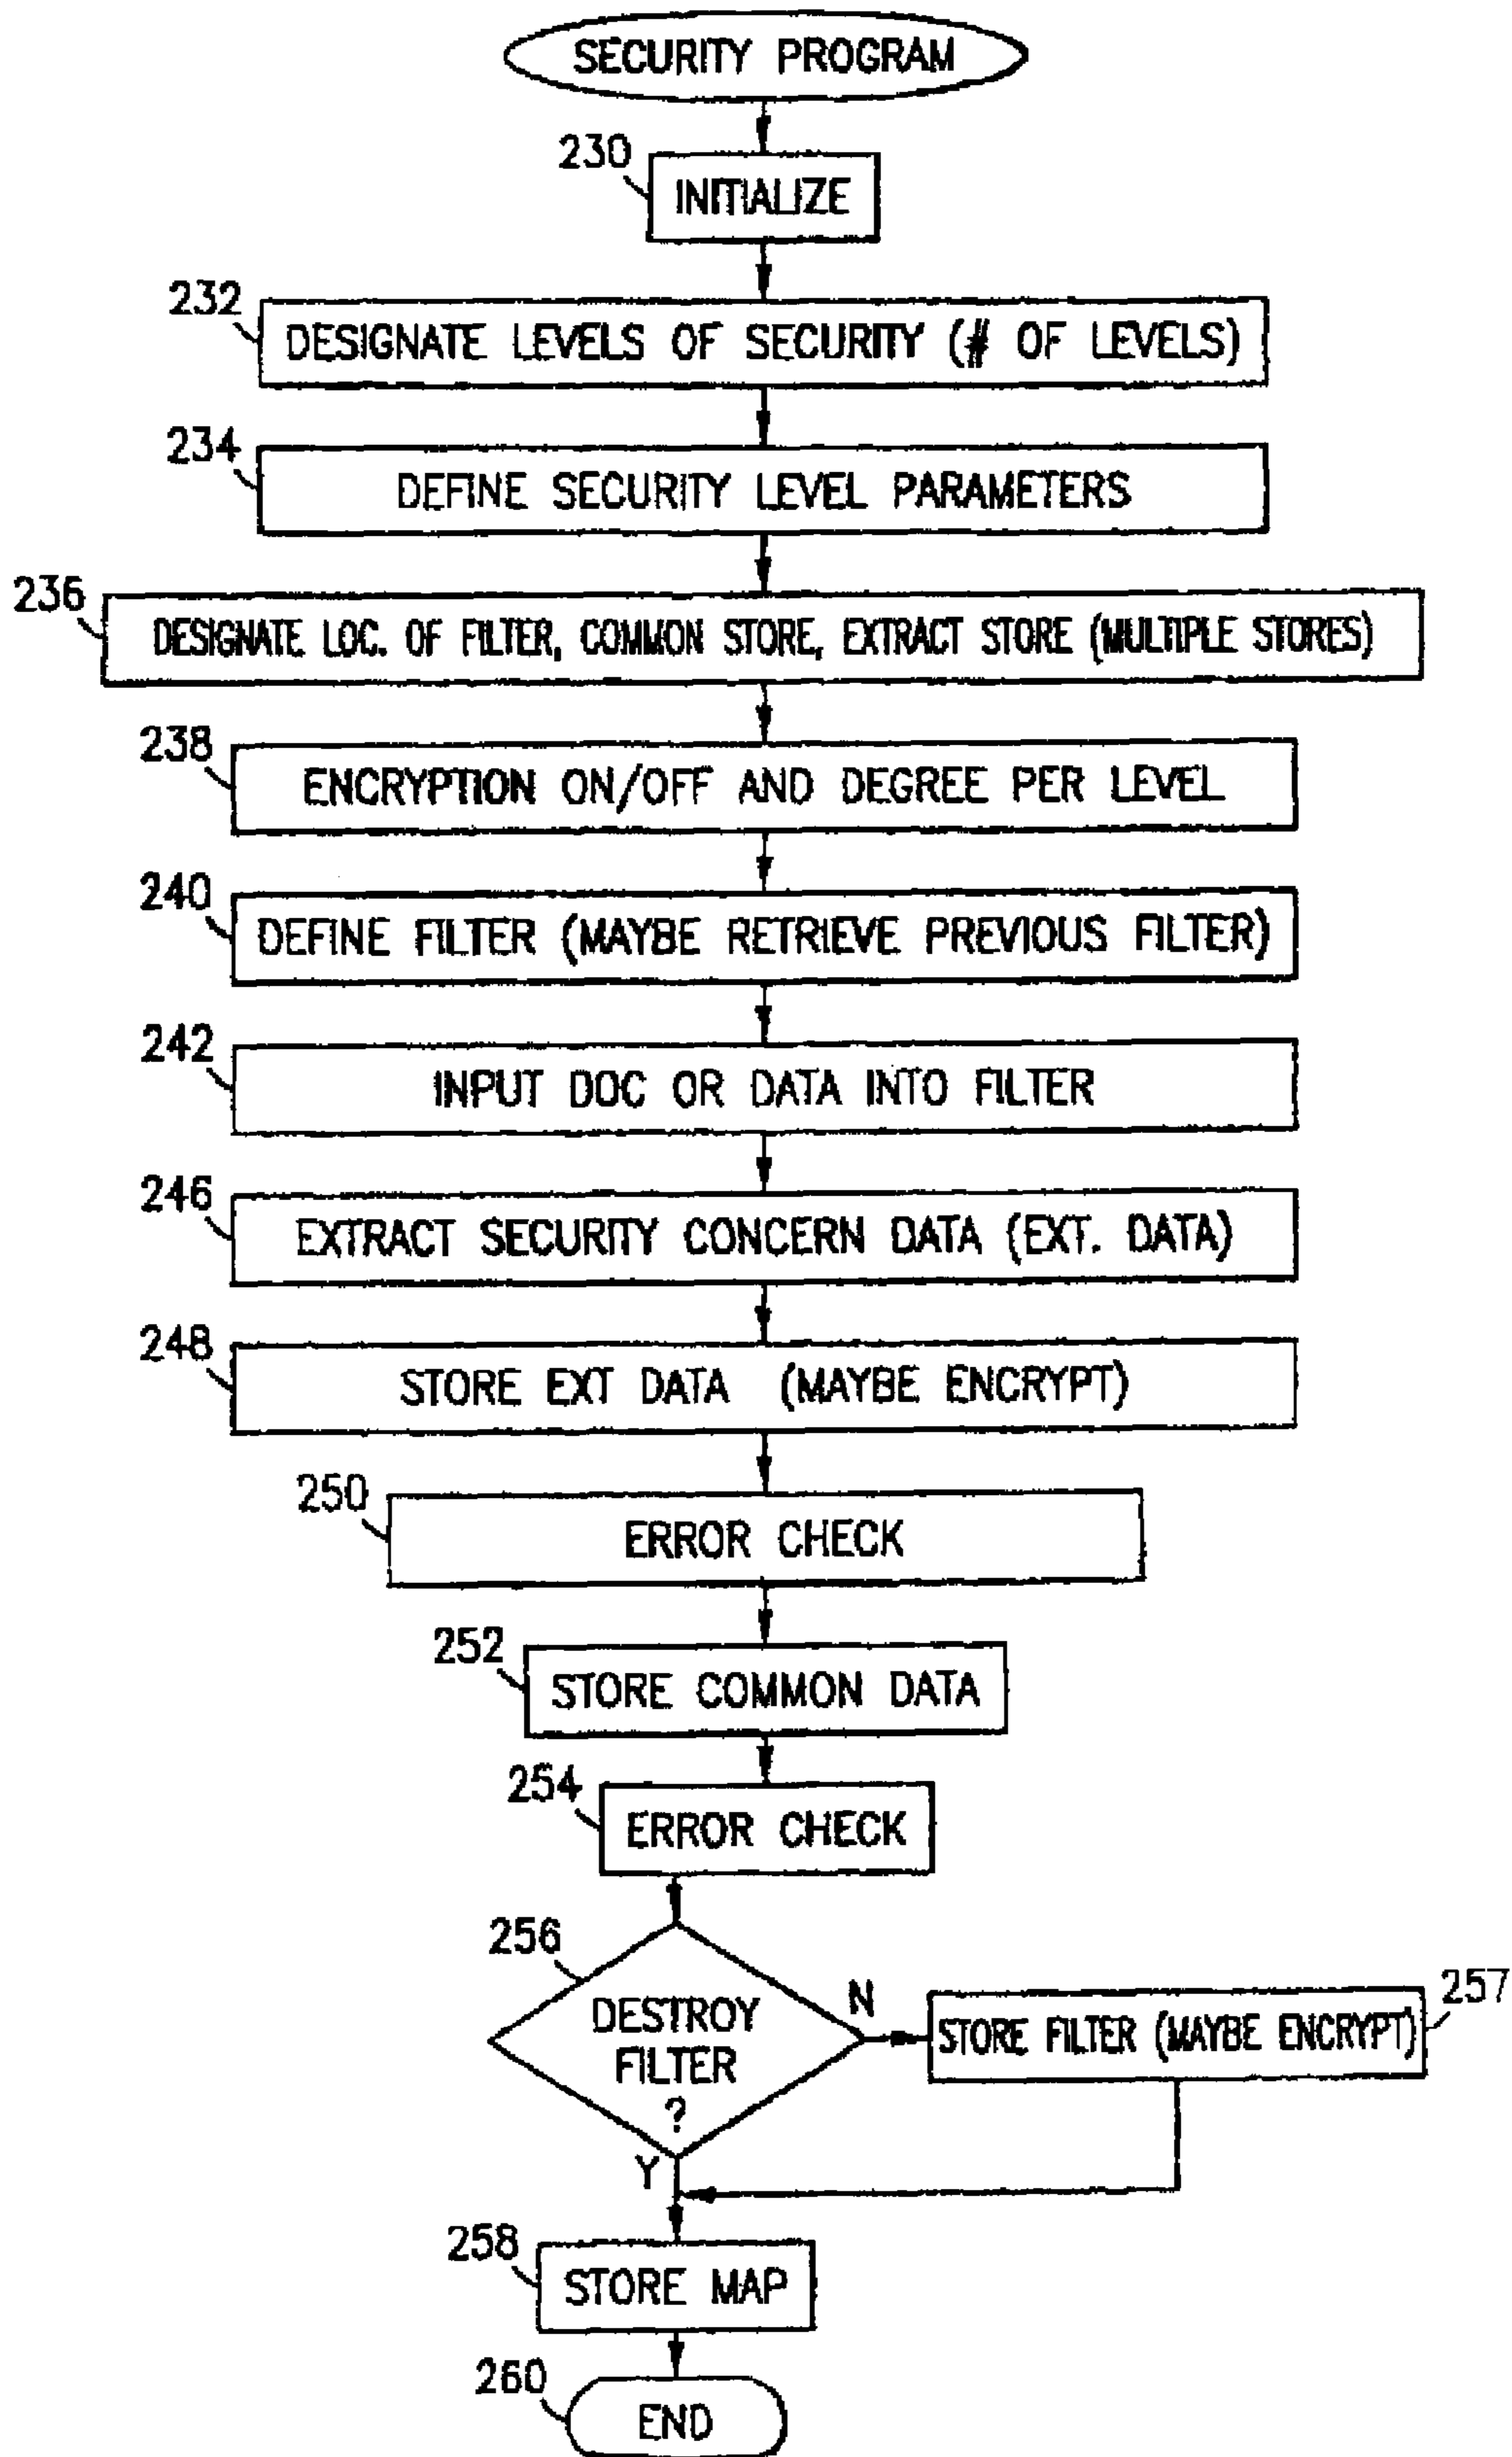 SECURITY PROGRAM
230
INITIALIZE
232
DESIGNATE LEVELS OF SECURITY (# OF LEVELS)
234
DEFINE SECURITY LEVEL PARAMETERS
236
DESIGNATE LOC. OF FILTER, COMMON STORE, EXTRACT STORE (MULTIPLE STORES)
238
ENCRYPTION ON/OFF AND DEGREE PER LEVEL
240
DEFINE FILTER (MAYBE RETRIEVE PREVIOUS FILTER)
242
INPUT DOC OR DATA INTO FILTER
246
EXTRACT SECURITY CONCERN DATA (EXT. DATA)
248
STORE EXT DATA (MAYBE ENCRYPT)
250
ERROR CHECK
252
STORE COMMON DATA
254
ERROR CHECK
256
DESTROY
FILTER
?
N
257
STORE FILTER (MAYBE ENCRYPT)
Y
258
STORE MAP
260
END